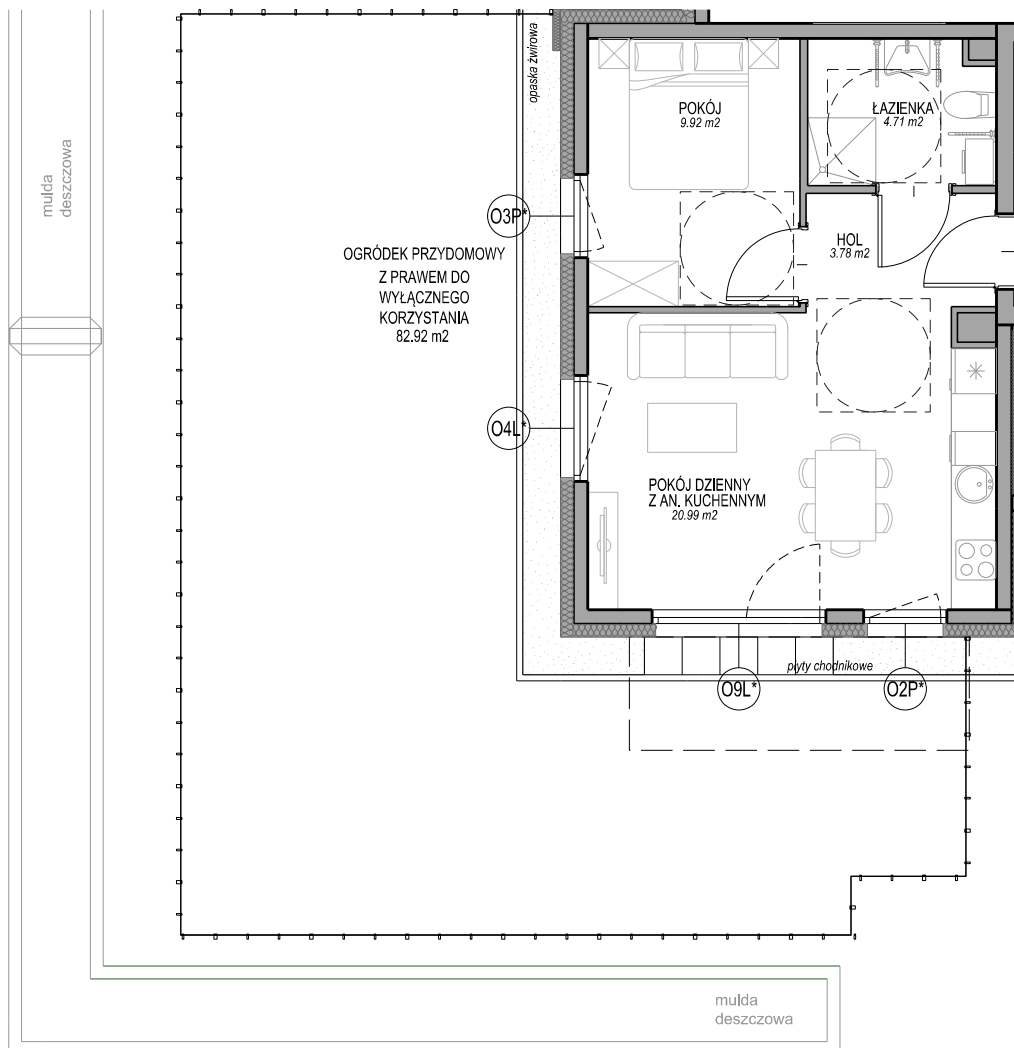 opaska żwirowa
POKÓJ
9.92 m2
ŁAZIENKA
4.71 m2
mulda
deszczowa
O3P*
HOL
3.78 m2
OGRÓDEK PRZYDOMOWY
Z PRAWEM DO
WYŁĄCZNEGO
KORZYSTANIA
82.92 m2
O4L*
POKÓJ DZIENNY
Z AN. KUCHENNYM
20.99 m2
płyty chodnikowe
O9L*
O2P*
mulda
deszczowa